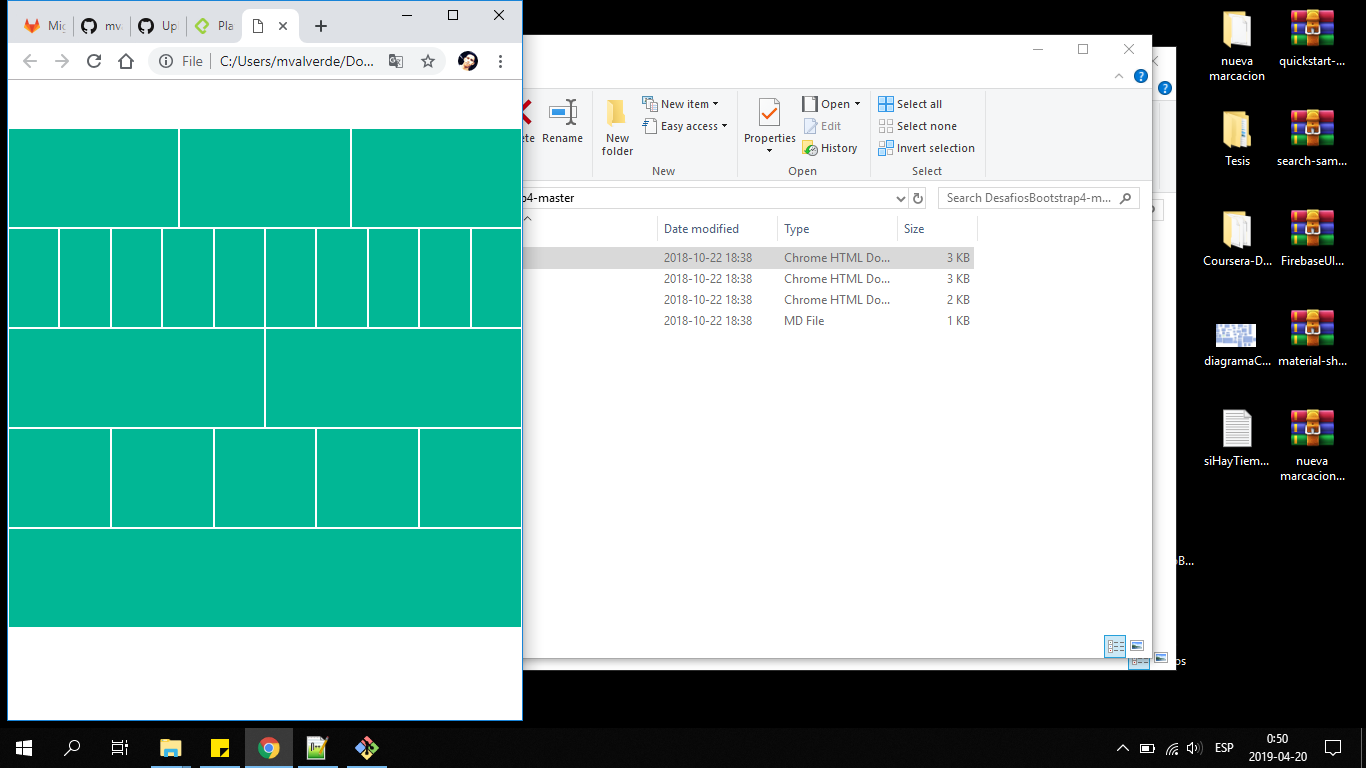 Mig
mv
Up
Pla
File
C:/Users/mvalverde/Do...
ete
Rename
New
folder
New item
Easy access
New
Properties
Open
Edit
History
Open
Select all
Select none
Invert selection
Select
p4-master
Search DesafiosBootstrap4-m...
Date modified
Type
Size
2018-10-22 18:38
Chrome HTML Do...
3 KB
2018-10-22 18:38
Chrome HTML Do...
3 KB
2018-10-22 18:38
Chrome HTML Do...
2 KB
2018-10-22 18:38
MD File
1 KB
nueva
marcacion
quickstart-...
Tesis
search-sam...
Coursera-D...
FirebaseUI...
diagramaC...
material-sh...
siHayTiem...
nueva
marcacion...
B...
os
ESP
0:50
2019-04-20